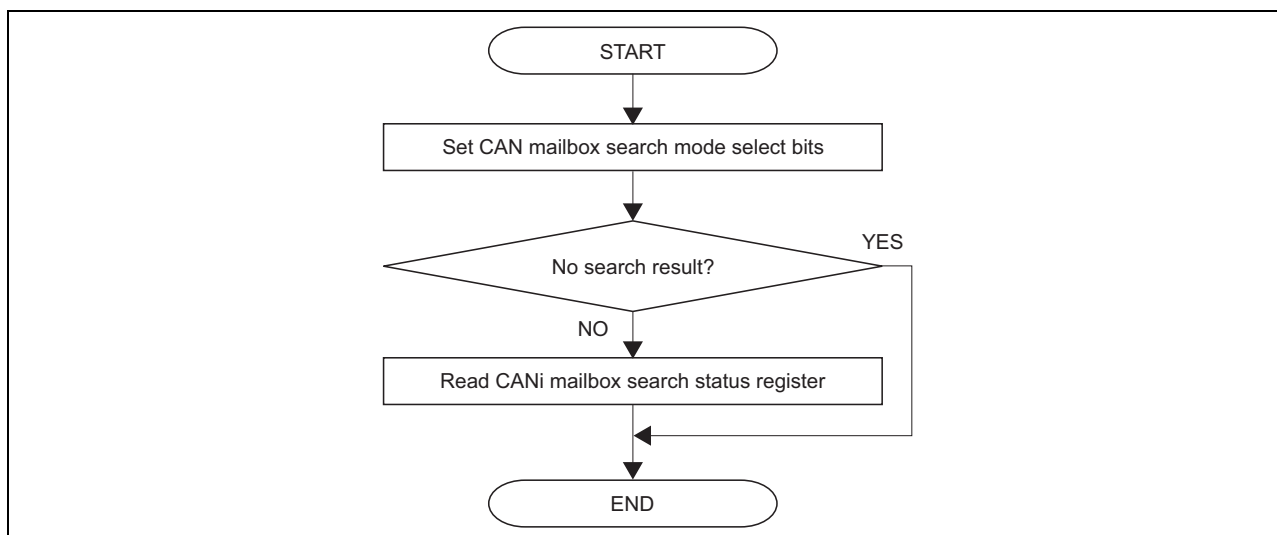 START
Set CAN mailbox search mode select bits
YES
No search result?
NO
Read CANi mailbox search status register
END